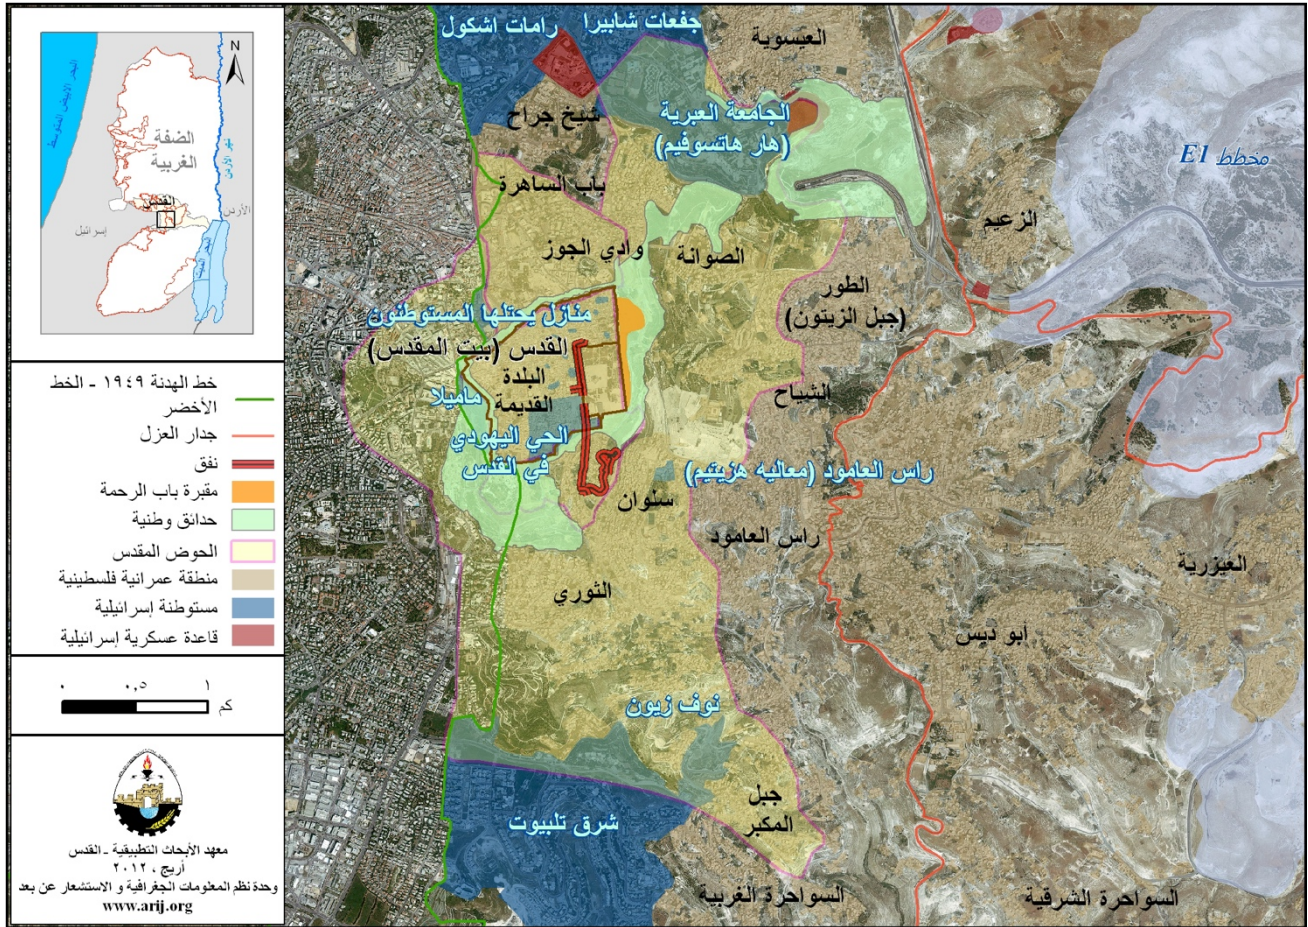 N
البحر الابيض المتوسط
الضفة
الغربية
نهر الأردن
القدس
الأردن
إسرائيل
البحر الميت
خط الهدنة ١٩٤٩ - الخط
الأخضر
جدار العزل
نفق
مقبرة باب الرحمة
حدائق وطنية
الحوض المقدس
منطقة عمرانية فلسطينية
مستوطنة إسرائيلية
قاعدة عسكرية إسرائيلية
٠ ٠,٥ ١
كم
معهد الأبحاث التطبيقية - القدس
أريج ، ٢٠١٢
وحدة نظم المعلومات الجغرافية و الاستشعار عن بعد
www.arij.org
جفعات شابيرا
رامات اشكول
العيسوية
شيخ جراح
الجامعة العبرية
(هار هاتسوفيم)
مخطط E1
باب الساهرة
الزعيم
وادي الجوز
الصوانة
الطور
(جبل الزيتون)
منازل يحتلها المستوطنون
القدس (بيت المقدس)
البلدة
القديمة
ماميلا
الشياح
الحي اليهودي
في القدس
راس العامود (معاليه هزيتيم)
سلوان
راس العامود
العيزرية
الثوري
أبو ديس
نوف زيون
جبل
المكبر
شرق تلبيوت
السواحرة الغربية
السواحرة الشرقية